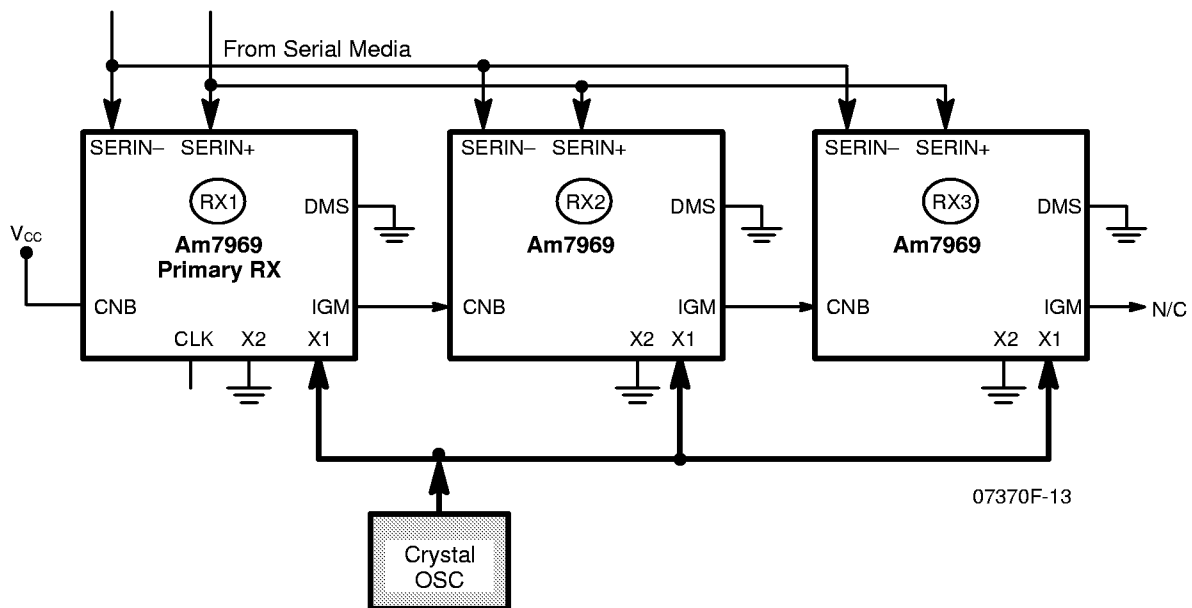 From Serial Media
SERIN– SERIN+
SERIN– SERIN+
SERIN– SERIN+
RX1
RX2
RX3
DMS
DMS
DMS
Am7969
Primary RX
Am7969
Am7969
VCC
CNB
IGM
CNB
IGM
CNB
IGM
N/C
CLK X2 X1
X2 X1
X2 X1
07370F-13
Crystal
OSC